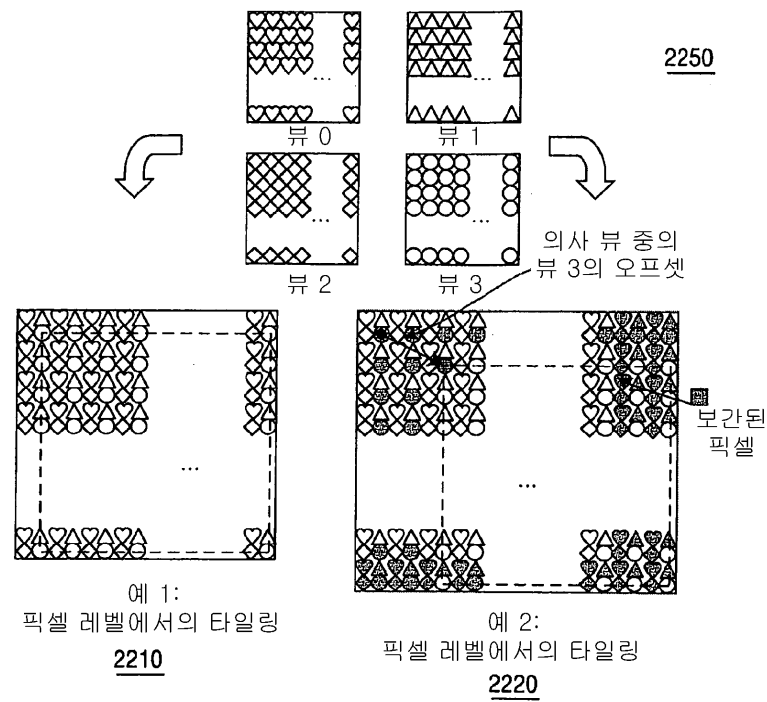 2250
...
...
뷰 0
뷰 1
...
...
뷰 2
뷰 3
의사 뷰 중의
뷰 3의 오프셋
보간된
픽셀
...
...
예 1:
픽셀 레벨에서의 타일링
2210
예 2:
픽셀 레벨에서의 타일링
2220